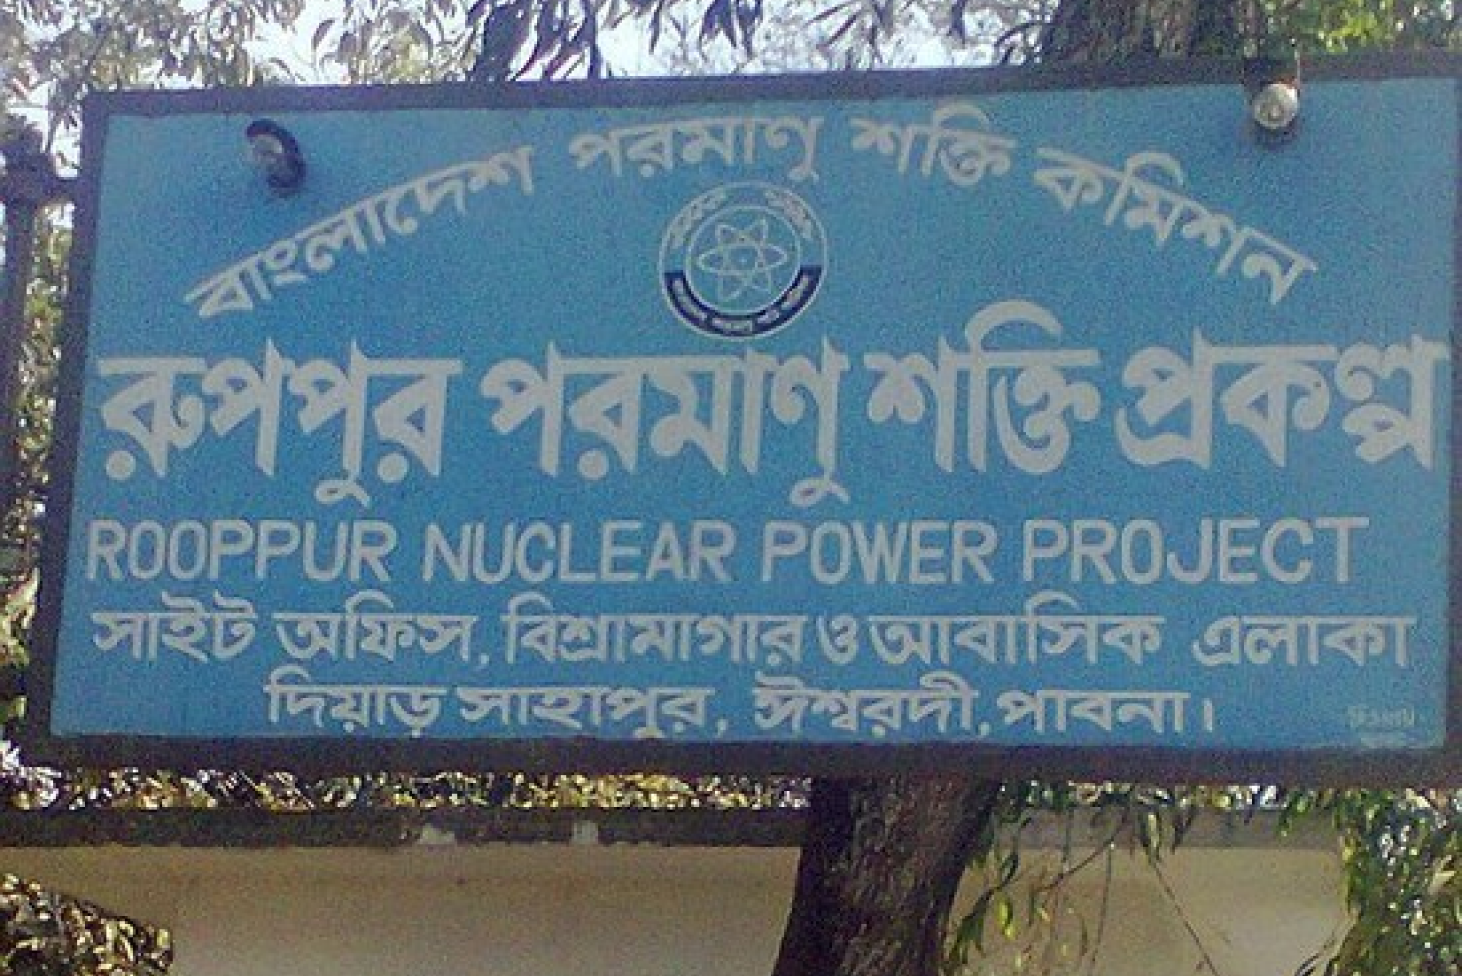 বাংলাদেশ পরমাণু শক্তি কমিশন
রুপপুর পরমাণু শক্তি প্রকল্প
ROOPPUR NUCLEAR POWER PROJECT
সাইট অফিস, বিশ্রামাগার ও আবাসিক এলাকা
দিয়াড় সাহাপুর, ঈশ্বরদী, পাবনা।